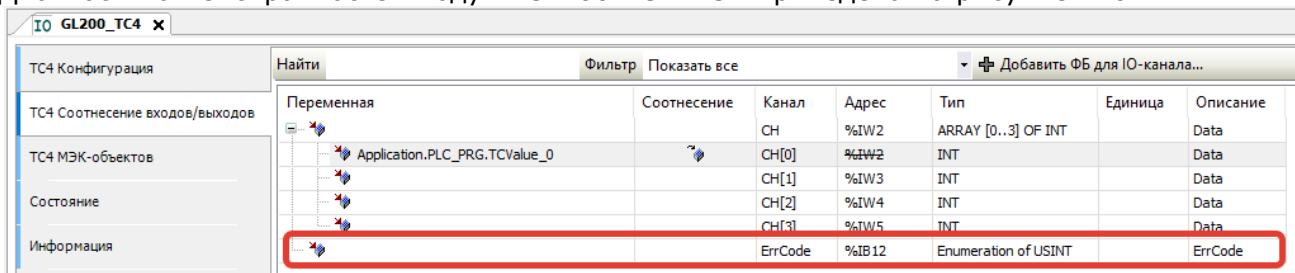 IO GL200_TC4 x
TC4 Конфигурация
TC4 Соотнесение входов/выходов
TC4 МЭК-объектов
Состояние
Информация
Найти Фильтр Показать все Добавить ФБ для IO-канала...
Переменная Соотнесение Канал Адрес Тип Единица Описание
CH %IW2 ARRAY [0..3] OF INT Data
Application.PLC_PRG.TCValue_0 CH[0] %IW2 INT Data
CH[1] %IW3 INT Data
CH[2] %IW4 INT Data
CH[3] %IW5 INT Data
ErrCode %IB12 Enumeration of USINT ErrCode